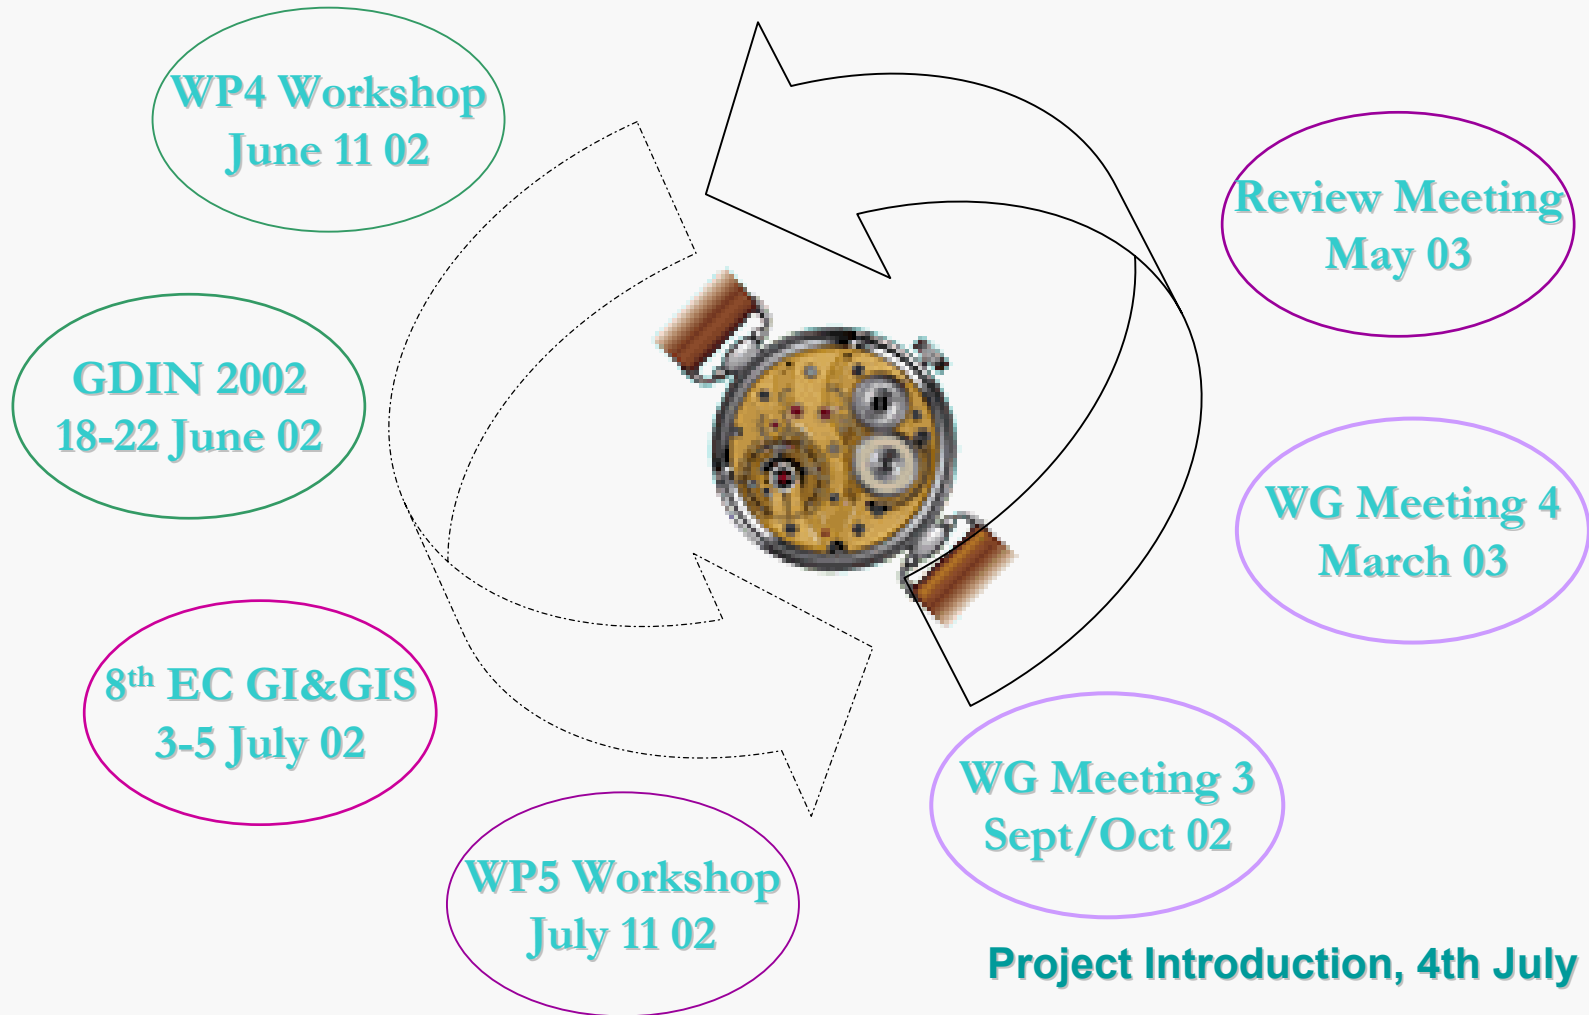 WP4 Workshop
June 11 02
GDIN 2002
18-22 June 02
8th EC GI&GIS
3-5 July 02
WP5 Workshop
July 11 02
WG Meeting 3
Sept/Oct 02
WG Meeting 4
March 03
Review Meeting
May 03
Project Introduction, 4th July